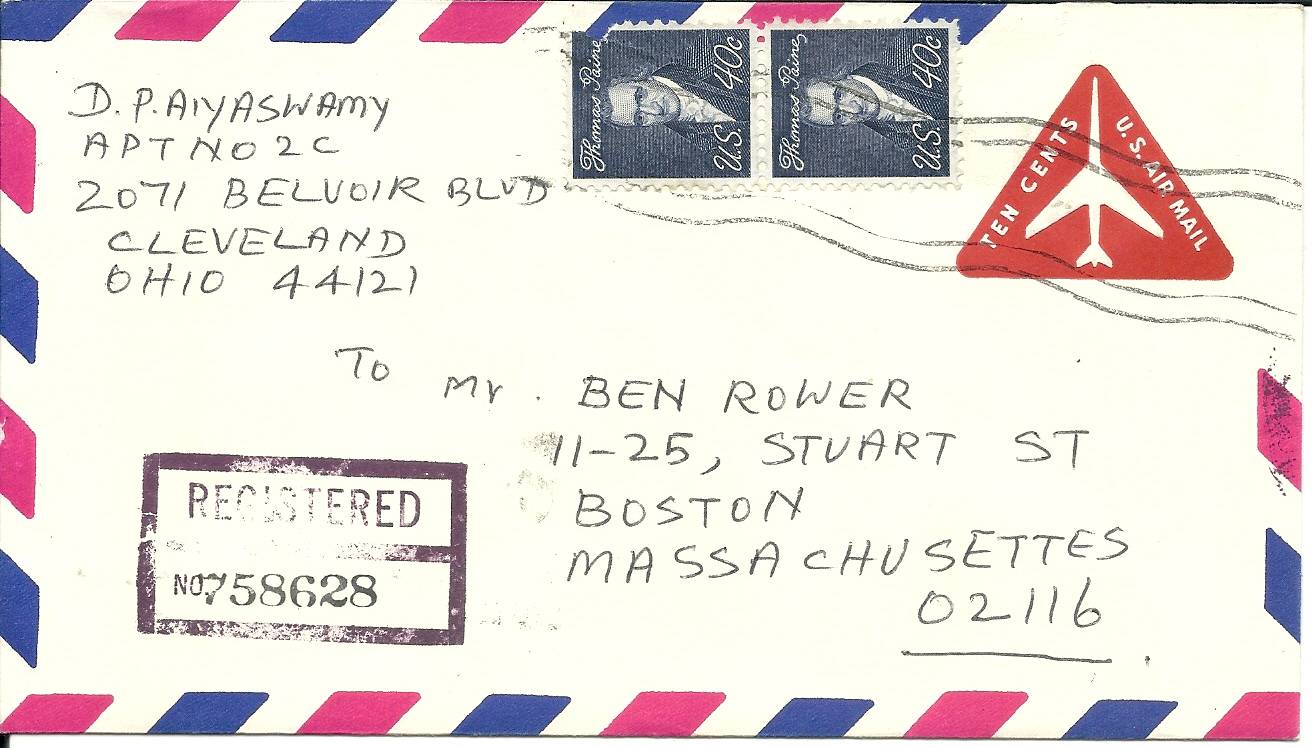 D. P. AIYASWAMY
APT NO 2C
2071 BELVOIR BLVD
CLEVELAND
OHIO 44121
Thomas Paine
U.S. 40c
Thomas Paine
U.S. 40c
TEN CENTS
U.S. AIR MAIL
To
Mr. BEN ROWER
11-25, STUART ST
BOSTON
MASSACHUSETTES
02116
REGISTERED
NO. 758628